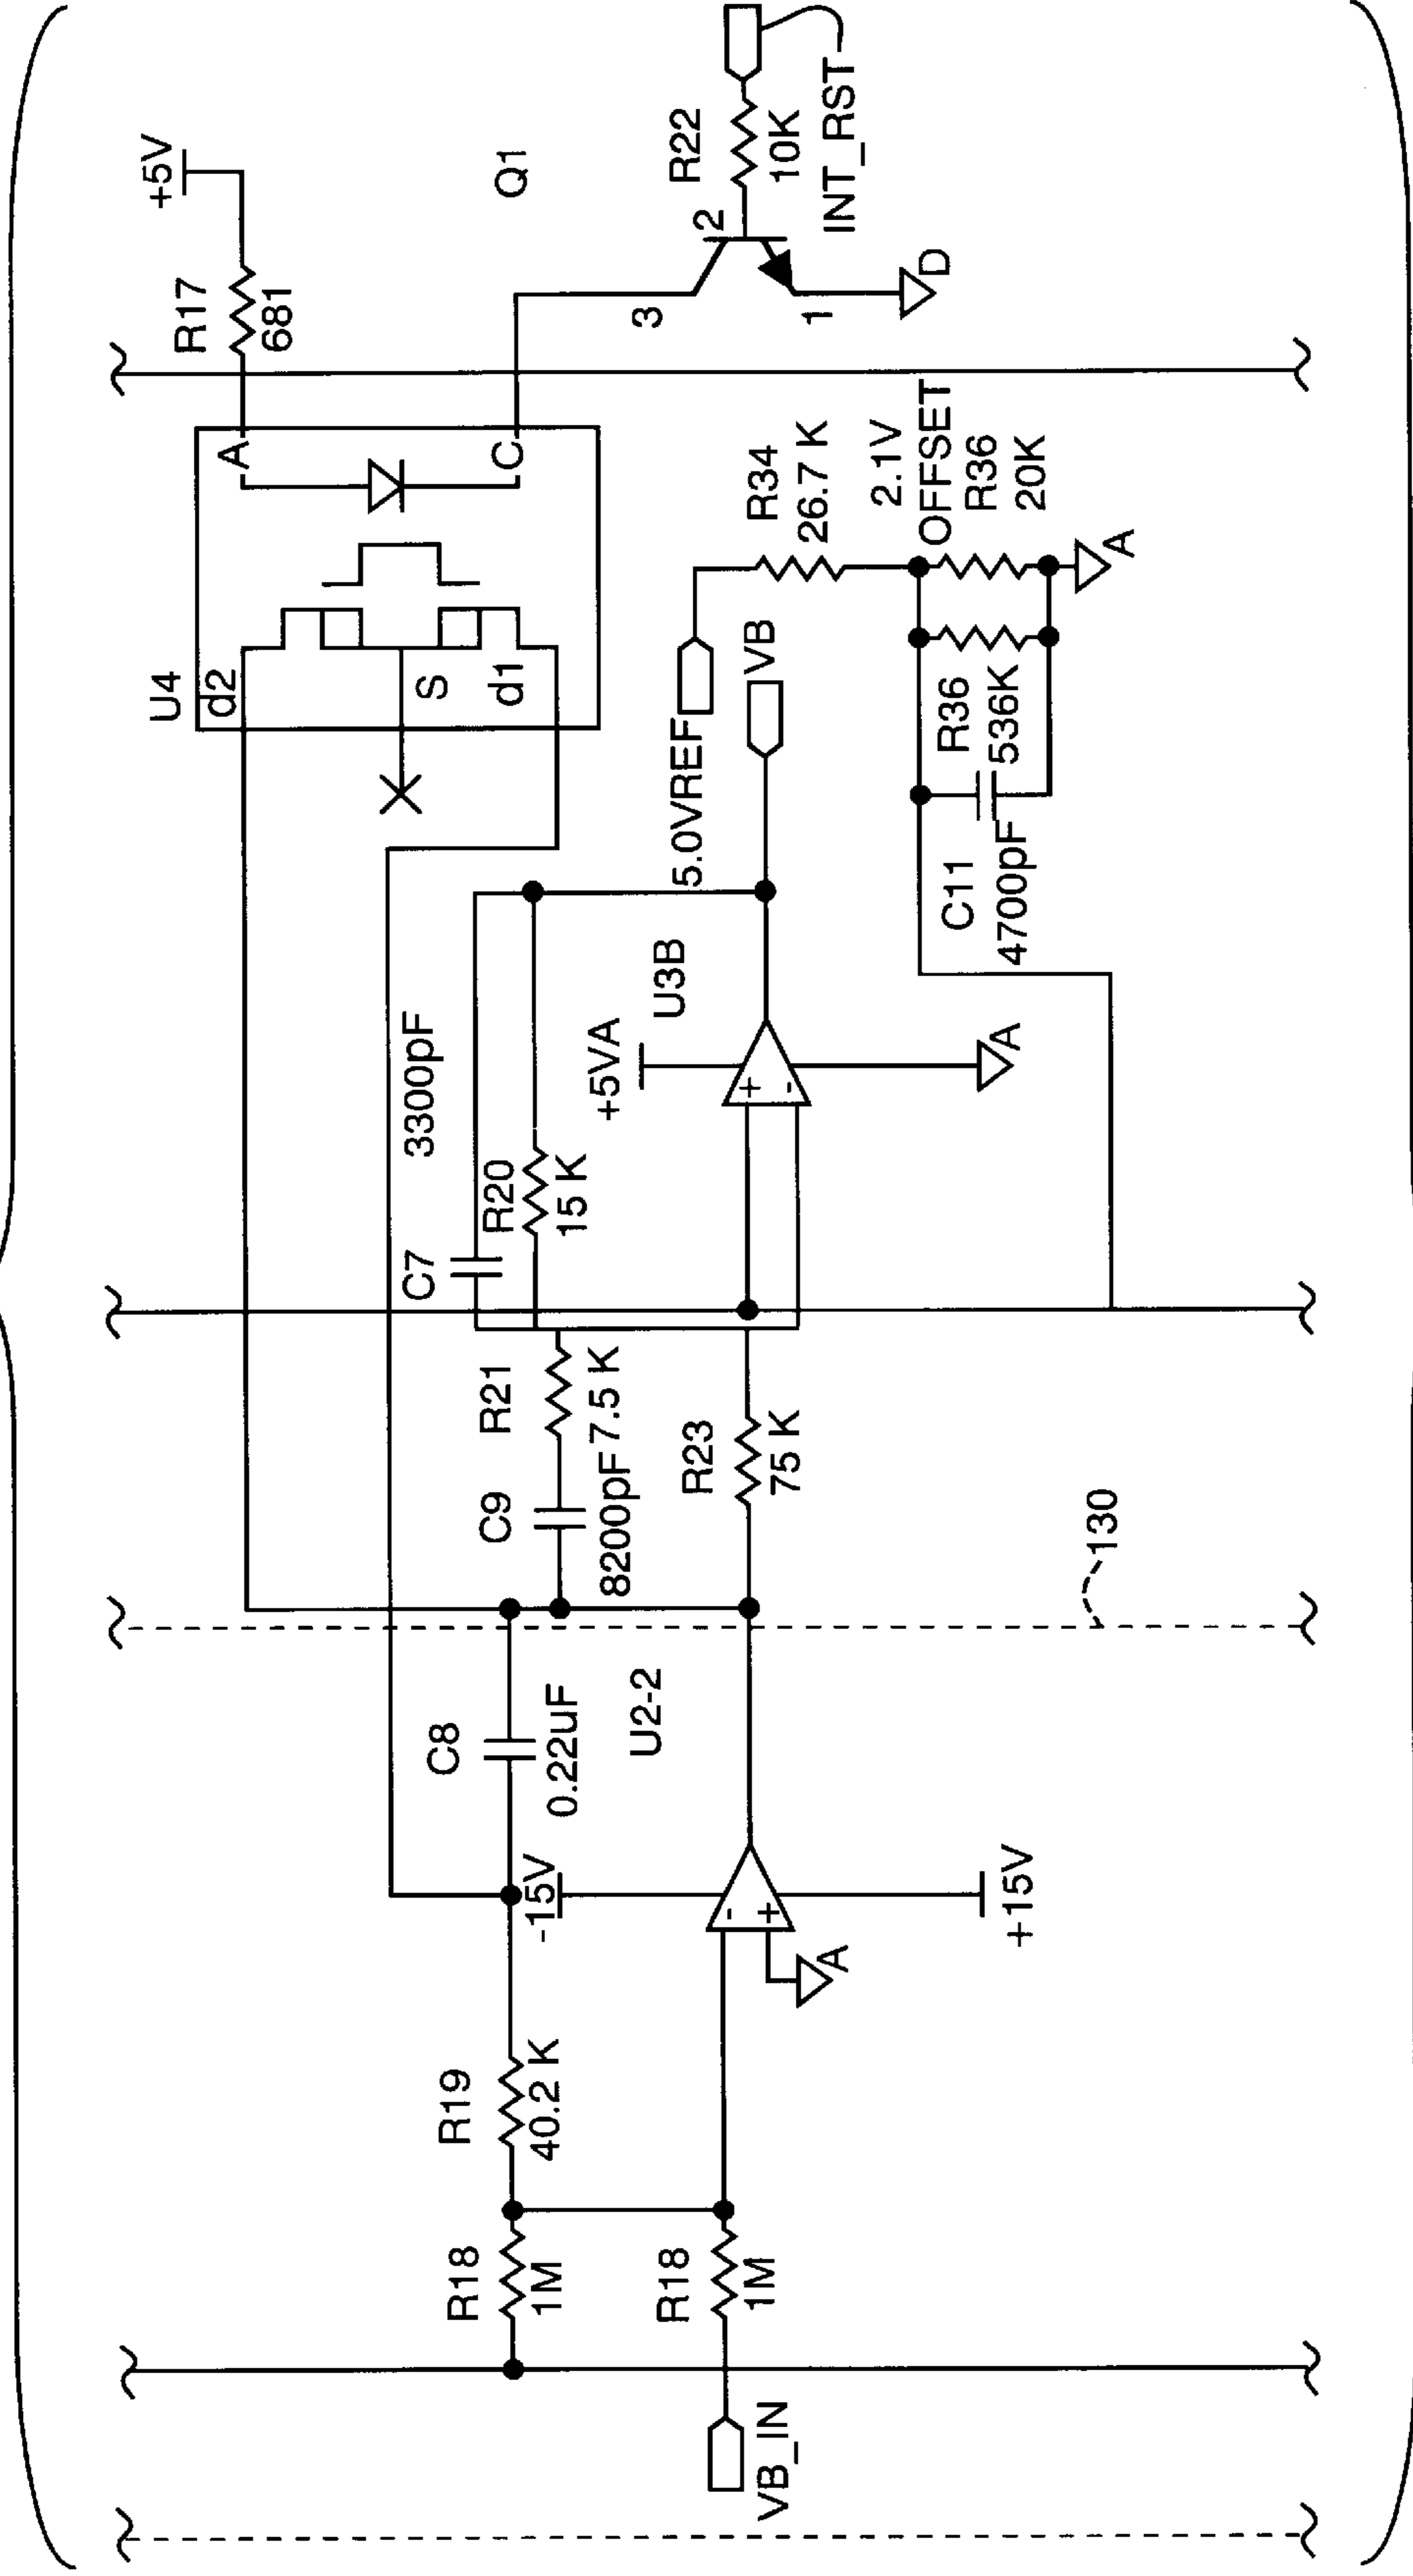 +5V
R17
681
U4
d2
A
S
d1
C
Q1
3
2
1
R22
10K
INT_RST
D
R34
26.7 K
2.1V
OFFSET
R36
20K
A
5.0VREF
VB
R36
536K
C11
4700pF
3300pF
C7
R20
15 K
+5VA
U3B
+
-
A
R21
7.5 K
C9
8200pF
R23
75 K
130
C8
0.22uF
U2-2
-15V
-
+
A
+15V
R19
40.2 K
R18
1M
R18
1M
VB_IN